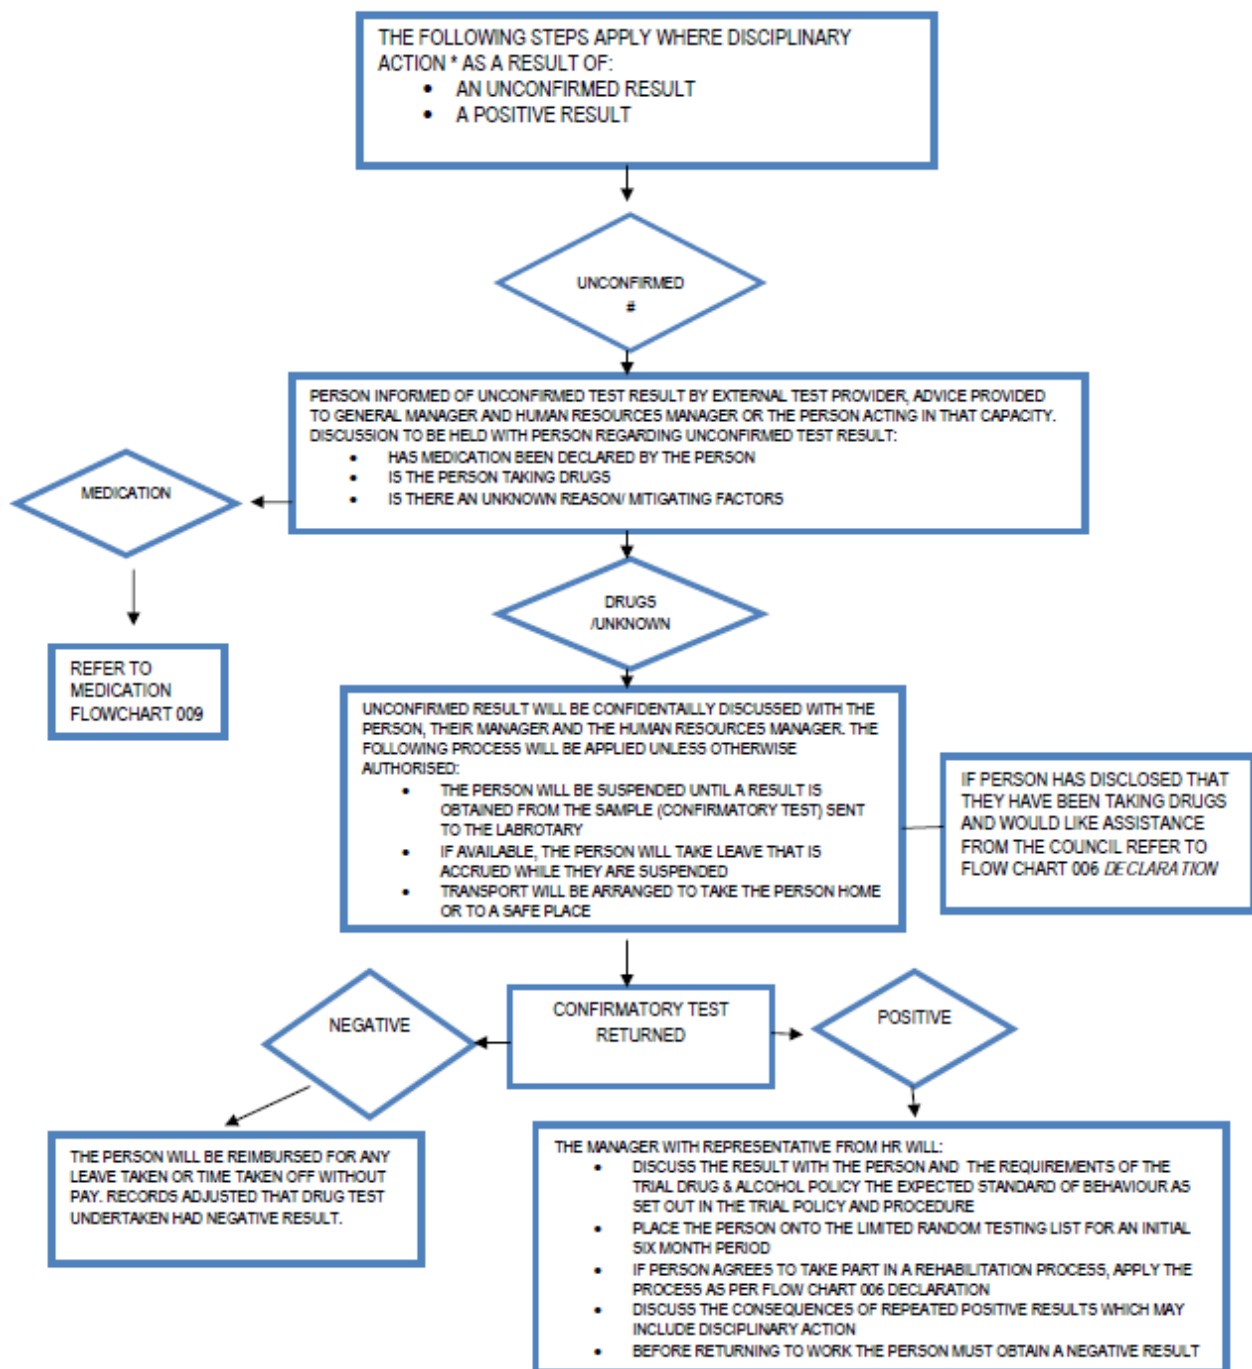 THE FOLLOWING STEPS APPLY WHERE DISCIPLINARY
ACTION * AS A RESULT OF:
• AN UNCONFIRMED RESULT
• A POSITIVE RESULT
UNCONFIRMED
#
PERSON INFORMED OF UNCONFIRMED TEST RESULT BY EXTERNAL TEST PROVIDER, ADVICE PROVIDED
TO GENERAL MANAGER AND HUMAN RESOURCES MANAGER OR THE PERSON ACTING IN THAT CAPACITY.
DISCUSSION TO BE HELD WITH PERSON REGARDING UNCONFIRMED TEST RESULT:
• HAS MEDICATION BEEN DECLARED BY THE PERSON
• IS THE PERSON TAKING DRUGS
• IS THERE AN UNKNOWN REASON/ MITIGATING FACTORS
MEDICATION
REFER TO
MEDICATION
FLOWCHART 009
DRUGS
/UNKNOWN
UNCONFIRMED RESULT WILL BE CONFIDENTAILLY DISCUSSED WITH THE
PERSON, THEIR MANAGER AND THE HUMAN RESOURCES MANAGER. THE
FOLLOWING PROCESS WILL BE APPLIED UNLESS OTHERWISE
AUTHORISED:
• THE PERSON WILL BE SUSPENDED UNTIL A RESULT IS
OBTAINED FROM THE SAMPLE (CONFIRMATORY TEST) SENT
TO THE LABROTARY
• IF AVAILABLE, THE PERSON WILL TAKE LEAVE THAT IS
ACCRUED WHILE THEY ARE SUSPENDED
• TRANSPORT WILL BE ARRANGED TO TAKE THE PERSON HOME
OR TO A SAFE PLACE
IF PERSON HAS DISCLOSED THAT
THEY HAVE BEEN TAKING DRUGS
AND WOULD LIKE ASSISTANCE
FROM THE COUNCIL REFER TO
FLOW CHART 006 DECLARATION
CONFIRMATORY TEST
RETURNED
NEGATIVE
POSITIVE
THE PERSON WILL BE REIMBURSED FOR ANY
LEAVE TAKEN OR TIME TAKEN OFF WITHOUT
PAY. RECORDS ADJUSTED THAT DRUG TEST
UNDERTAKEN HAD NEGATIVE RESULT.
THE MANAGER WITH REPRESENTATIVE FROM HR WILL:
• DISCUSS THE RESULT WITH THE PERSON AND THE REQUIREMENTS OF THE
TRIAL DRUG & ALCOHOL POLICY THE EXPECTED STANDARD OF BEHAVIOUR AS
SET OUT IN THE TRIAL POLICY AND PROCEDURE
• PLACE THE PERSON ONTO THE LIMITED RANDOM TESTING LIST FOR AN INITIAL
SIX MONTH PERIOD
• IF PERSON AGREES TO TAKE PART IN A REHABILITATION PROCESS, APPLY THE
PROCESS AS PER FLOW CHART 006 DECLARATION
• DISCUSS THE CONSEQUENCES OF REPEATED POSITIVE RESULTS WHICH MAY
INCLUDE DISCIPLINARY ACTION
• BEFORE RETURNING TO WORK THE PERSON MUST OBTAIN A NEGATIVE RESULT